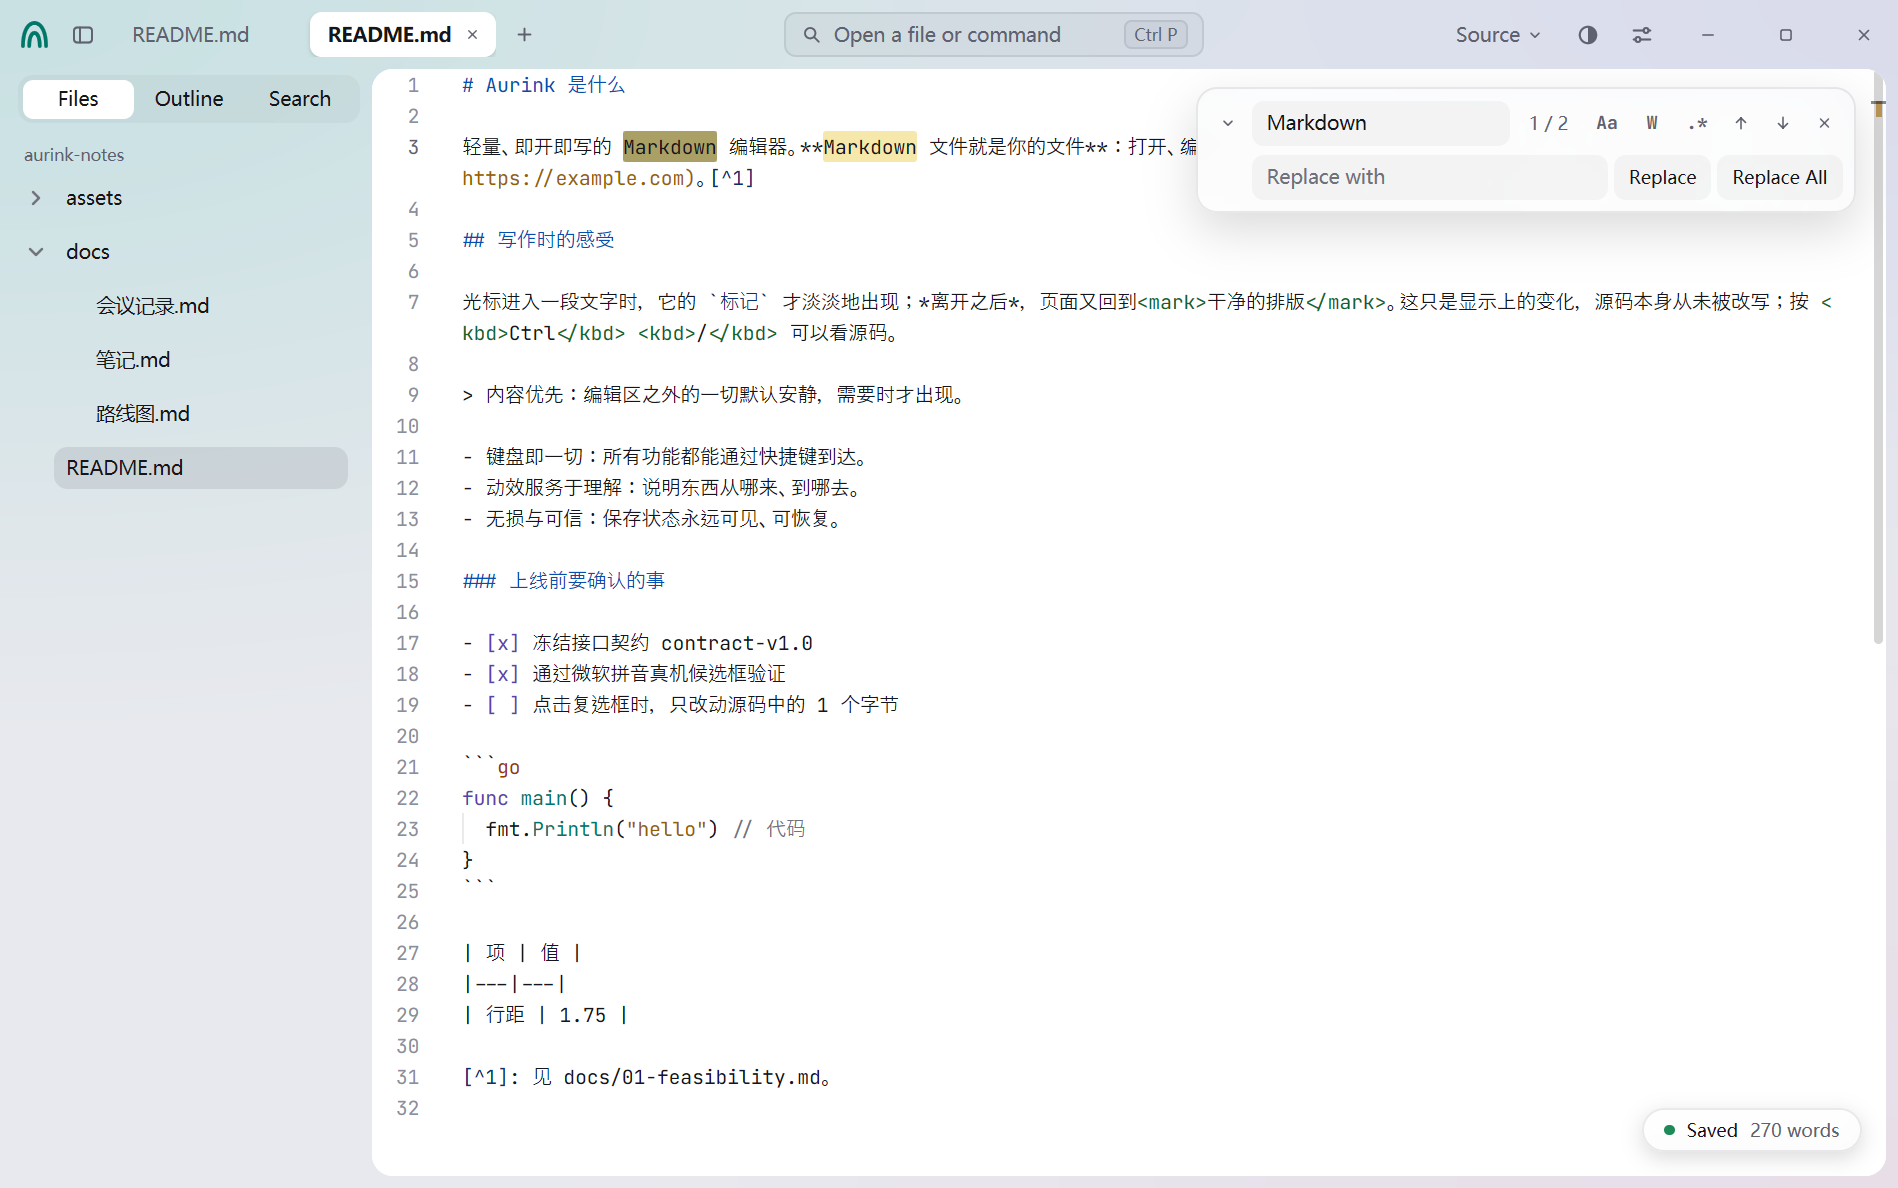 README.md
README.md
Open a file or command
Ctrl P
Source
Files
Outline
Search
aurink-notes
assets
docs
会议记录.md
笔记.md
路线图.md
README.md
Markdown
1 / 2
Aa
W
.*
Replace with
Replace
Replace All
1 # Aurink 是什么
2
3 轻量、即开即写的 Markdown 编辑器。**Markdown 文件就是你的文件**：打开、编
https://example.com)。[^1]
4
5 ## 写作时的感受
6
7 光标进入一段文字时，它的 `标记` 才淡淡地出现；*离开之后*，页面又回到<mark>干净的排版</mark>。这只是显示上的变化，源码本身从未被改写；按 <
kbd>Ctrl</kbd> <kbd>/</kbd> 可以看源码。
8
9 > 内容优先：编辑区之外的一切默认安静，需要时才出现。
10
11 - 键盘即一切：所有功能都能通过快捷键到达。
12 - 动效服务于理解：说明东西从哪来、到哪去。
13 - 无损与可信：保存状态永远可见、可恢复。
14
15 ### 上线前要确认的事
16
17 - [x] 冻结接口契约 contract-v1.0
18 - [x] 通过微软拼音真机候选框验证
19 - [ ] 点击复选框时，只改动源码中的 1 个字节
20
21 ```go
22 func main() {
23 fmt.Println("hello") // 代码
24 }
25 ```
26
27 | 项 | 值 |
28 |---|---|
29 | 行距 | 1.75 |
30
31 [^1]: 见 docs/01-feasibility.md。
32
Saved 270 words